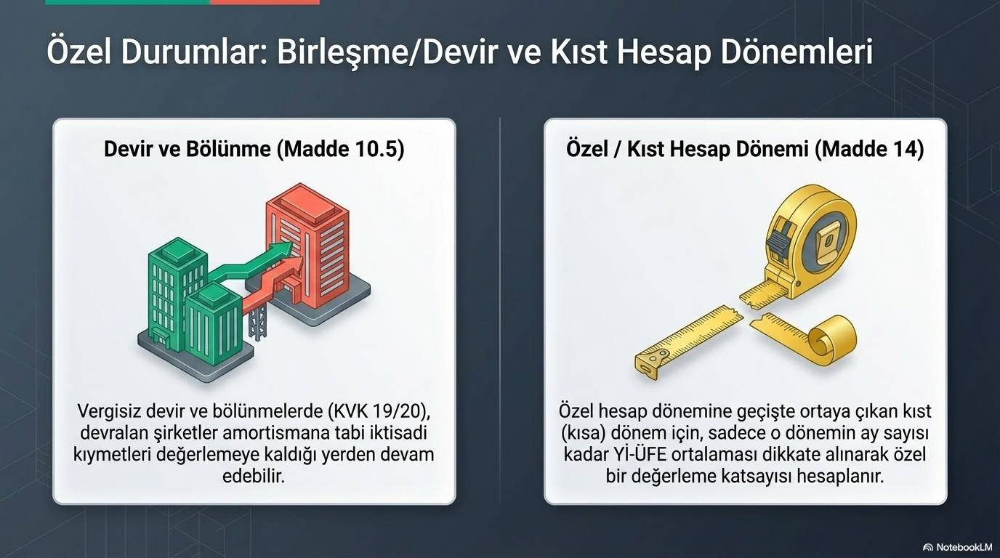 Özel Durumlar: Birleşme/Devir ve Kıst Hesap Dönemleri
Devir ve Bölünme (Madde 10.5)
Vergisiz devir ve bölünmelerde (KVK 19/20),
devralan şirketler amortismana tabi iktisadi
kıymetleri değerlemeye kaldığı yerden devam
edebilir.
Özel / Kıst Hesap Dönemi (Madde 14)
Özel hesap dönemine geçişte ortaya çıkan kıst
(kısa) dönem için, sadece o dönemin ay sayısı
kadar Yİ-ÜFE ortalaması dikkate alınarak özel
bir değerleme katsayısı hesaplanır.
NotebookLM